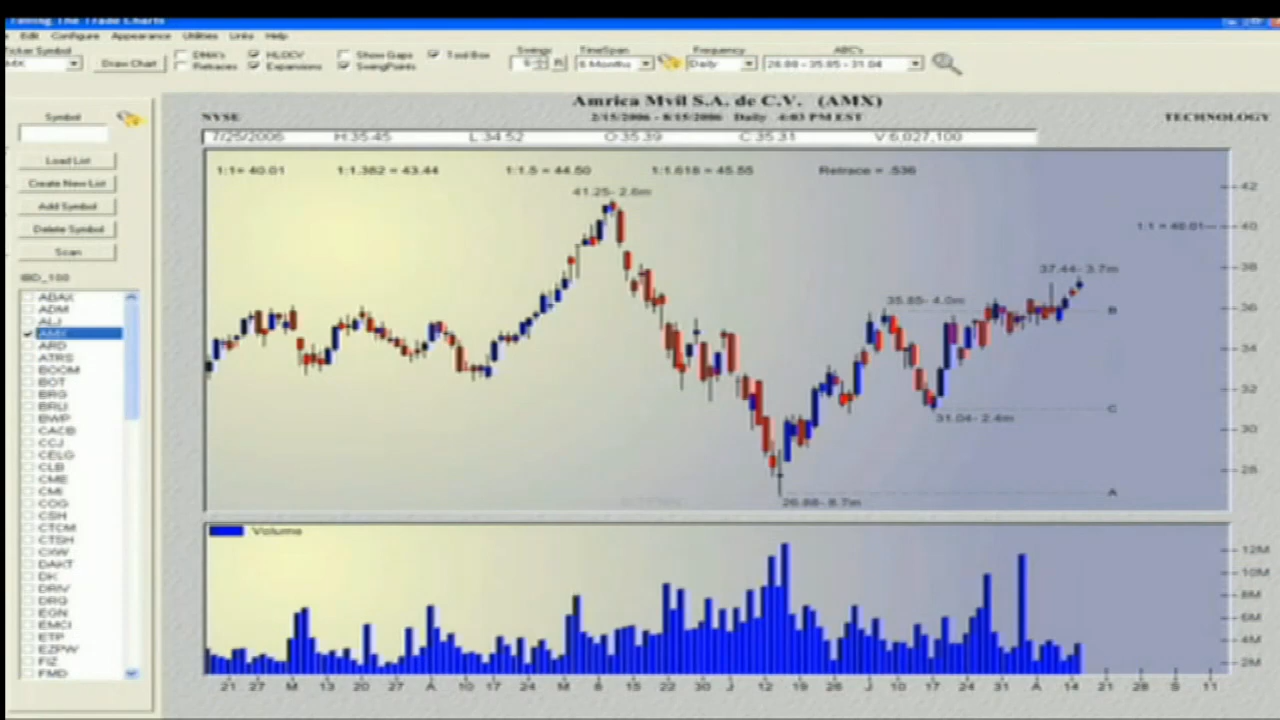 Timing The Trade Charts
Edit Configure Appearance Utilities Links Help
Ticker Symbol
AMX
Draw Chart
DMA's
Retraces
HLOCV
Expansions
Show Gaps
SwingPoints
Tool Box
Swings
TimeSpan
6 Months
Frequency
Daily
ABC's
26.88 - 35.85 - 31.04
Symbol
Load List
Create New List
Add Symbol
Delete Symbol
Scan
IBD_100
ABAX
ADM
ALJ
AMX
ARD
ATRS
BOOM
BOT
BRG
BRLI
BWP
CACB
CCJ
CELG
CLB
CME
CMI
COG
CSH
CTCM
CTSH
CXW
DAKT
DK
DRIV
DRQ
EGN
EMCI
ETP
EZPW
FIZ
FMD
Amrica Mvil S.A. de C.V. (AMX)
NYSE
2/15/2006 - 8/15/2006 Daily 4:03 PM EST
TECHNOLOGY
7/25/2006 H:35.45 L:34.52 O:35.39 C:35.31 V:6,027,100
1:1= 40.01 1:1.382 = 43.44 1:1.5 = 44.50 1:1.618 = 45.55 Retrace = .536
41.25- 2.6m
42
1:1 = 40.01
40
37.44- 3.7m
38
35.85- 4.0m
36
B
34
32
C
31.04- 2.4m
30
28
A
26.88- 8.7m
Volume
12M
10M
8M
6M
4M
2M
21 27 M 13 20 27 A 10 17 24 M 8 15 22 30 J 12 19 26 J 10 17 24 31 A 14 21 28 S 11